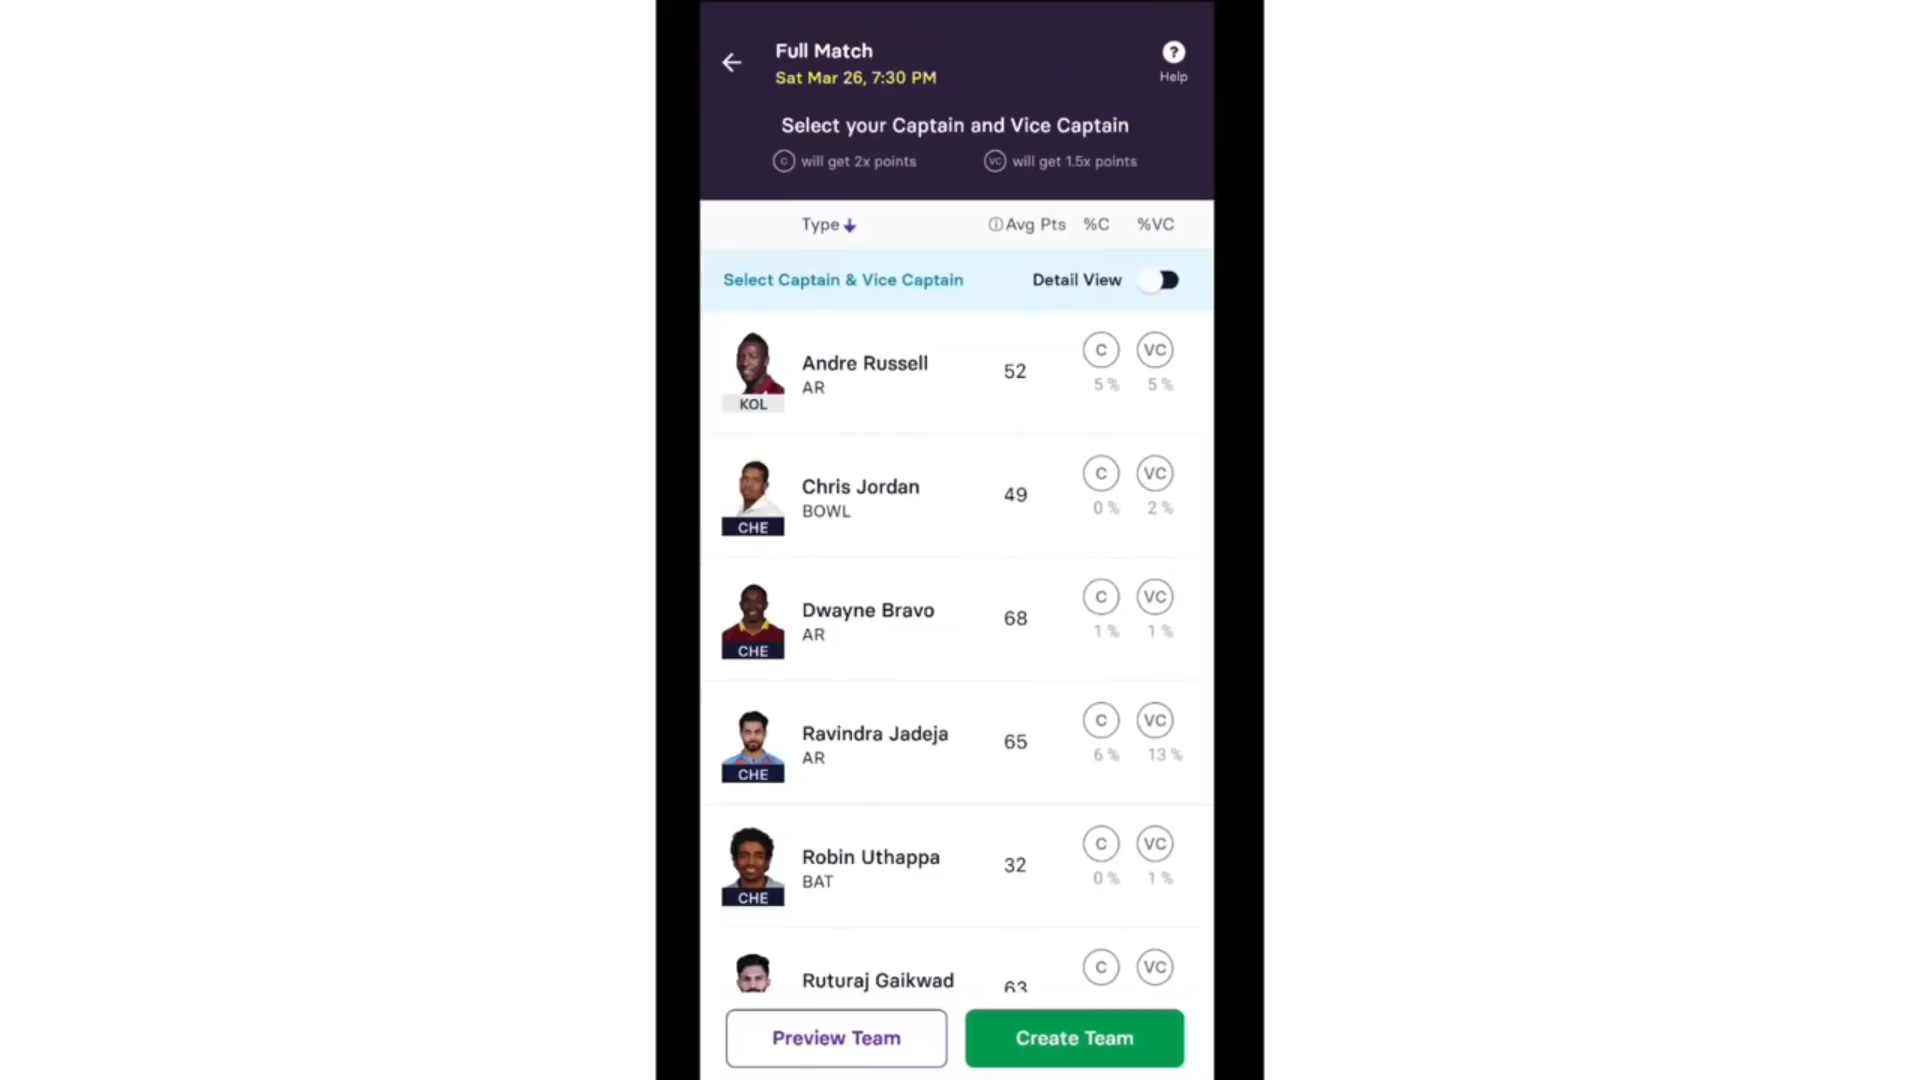 Full Match
Sat Mar 26, 7:30 PM
?
Help
Select your Captain and Vice Captain
C will get 2x points VC will get 1.5x points
Type Avg Pts %C %VC
Select Captain & Vice Captain Detail View
Andre Russell
AR
KOL
52
C VC
5 % 5 %
Chris Jordan
BOWL
CHE
49
C VC
0 % 2 %
Dwayne Bravo
AR
CHE
68
C VC
1 % 1 %
Ravindra Jadeja
AR
CHE
65
C VC
6 % 13 %
Robin Uthappa
BAT
CHE
32
C VC
0 % 1 %
Ruturaj Gaikwad
63
C VC
Preview Team Create Team